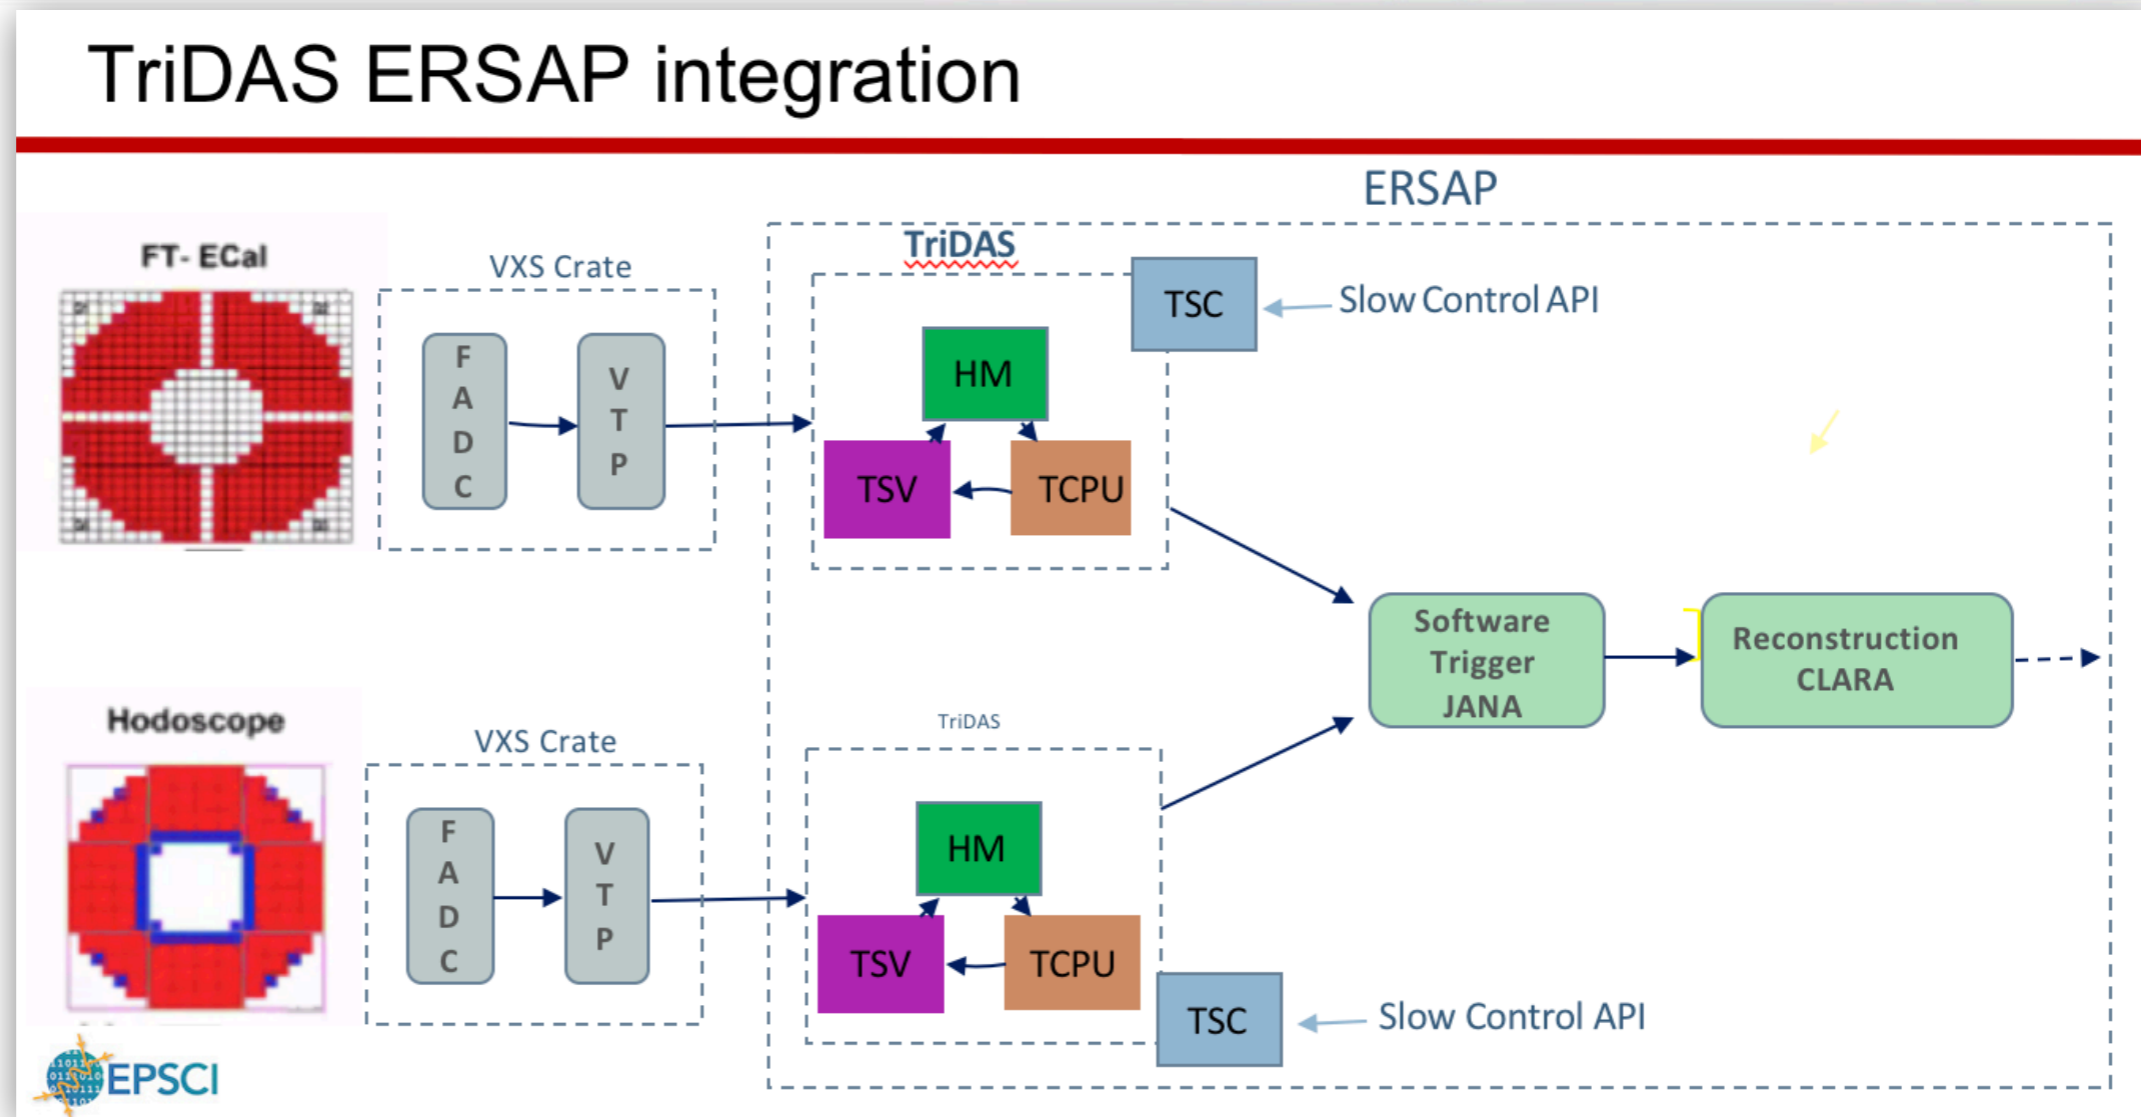 TriDAS ERSAP integration
ERSAP
FT- ECal
VXS Crate
F
A
D
C
V
T
P
TriDAS
TSC
Slow Control API
HM
TSV
TCPU
Software
Trigger
JANA
Reconstruction
CLARA
Hodoscope
VXS Crate
F
A
D
C
V
T
P
TriDAS
HM
TSV
TCPU
TSC
Slow Control API
EPSCI